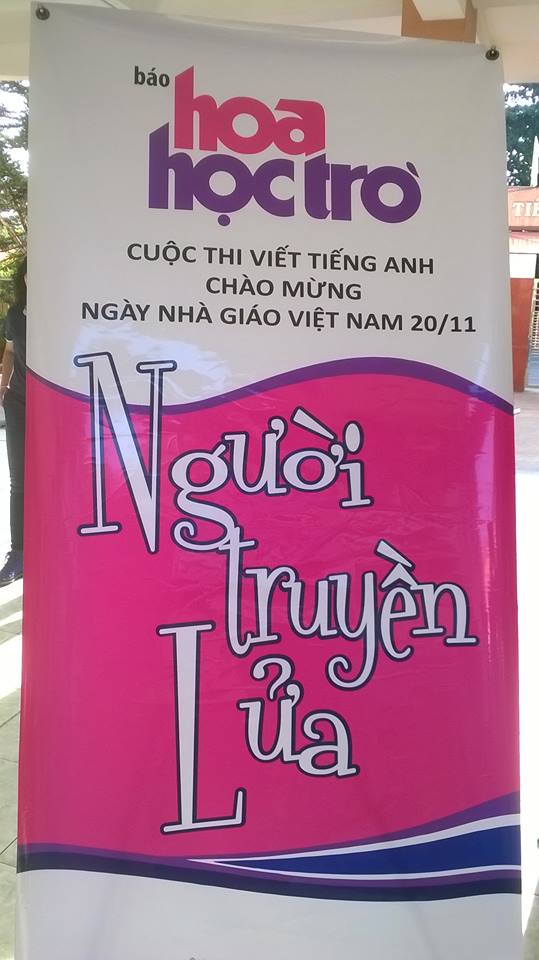 báo hoa
học trò
CUỘC THI VIẾT TIẾNG ANH
CHÀO MỪNG
NGÀY NHÀ GIÁO VIỆT NAM 20/11
Người
truyền
Lửa